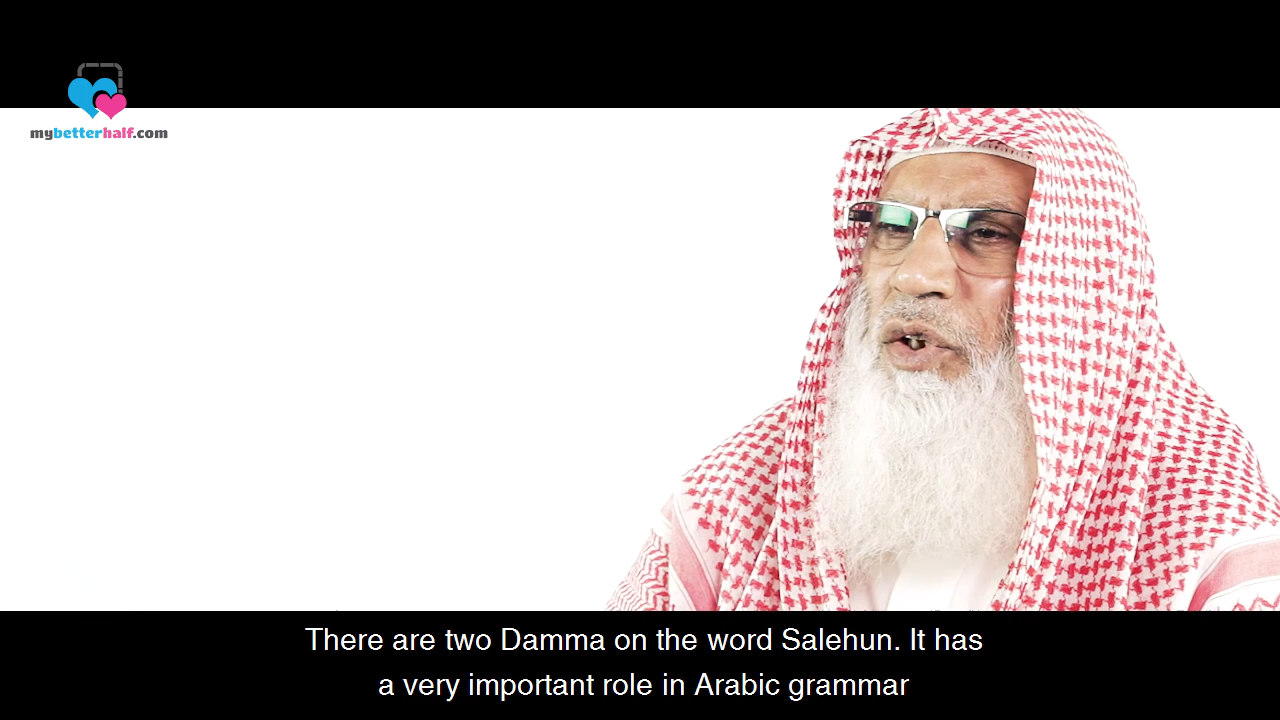 mybetterhalf.com
There are two Damma on the word Salehun. It has
a very important role in Arabic grammar